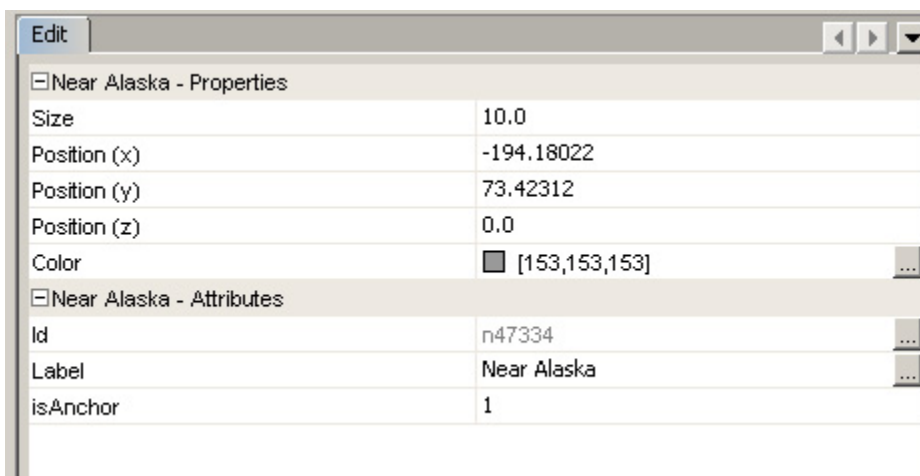 Edit
Near Alaska - Properties
Size 10.0
Position (x) -194.18022
Position (y) 73.42312
Position (z) 0.0
Color [153,153,153] ...
Near Alaska - Attributes
Id n47334 ...
Label Near Alaska ...
isAnchor 1